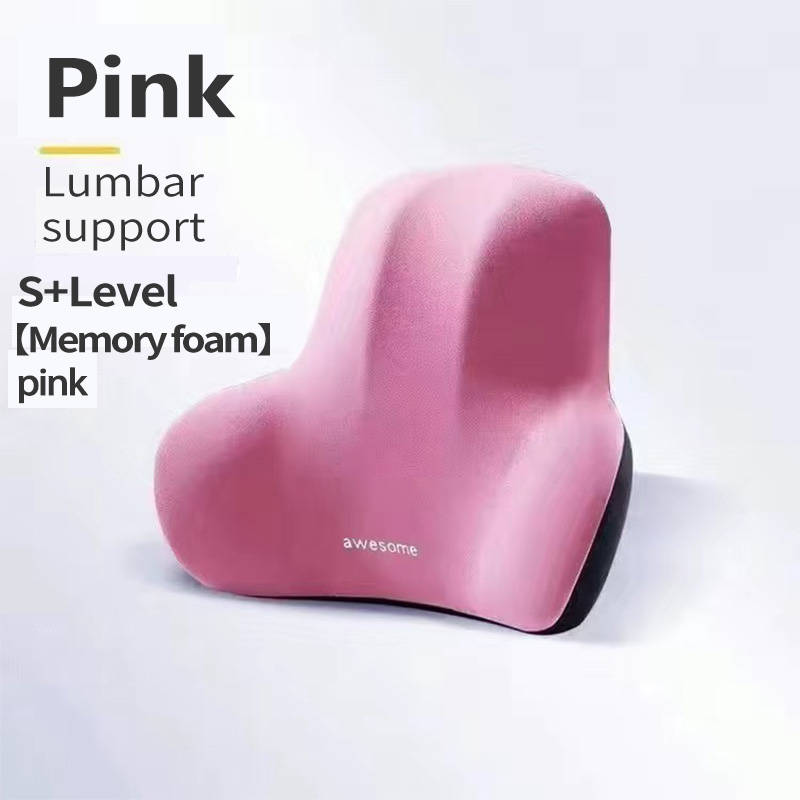 Pink
Lumbar
support
S+Level
【Memory foam】
pink
awesome